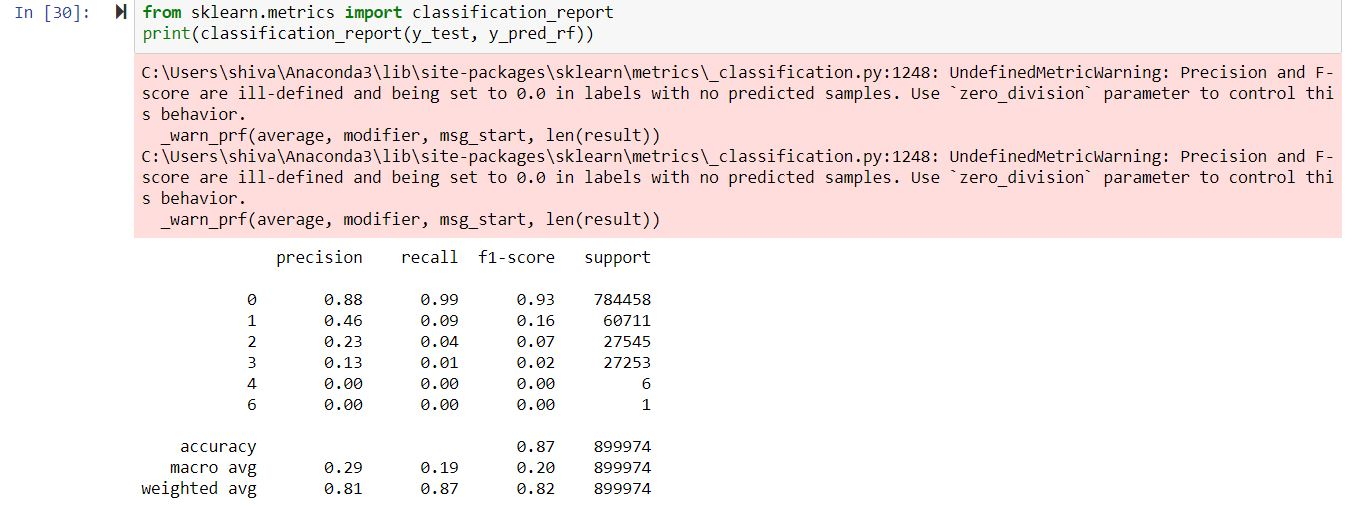 In [30]: from sklearn.metrics import classification_report
print(classification_report(y_test, y_pred_rf))
C:\Users\shiva\Anaconda3\lib\site-packages\sklearn\metrics\_classification.py:1248: UndefinedMetricWarning: Precision and F-
score are ill-defined and being set to 0.0 in labels with no predicted samples. Use `zero_division` parameter to control thi
s behavior.
  _warn_prf(average, modifier, msg_start, len(result))
C:\Users\shiva\Anaconda3\lib\site-packages\sklearn\metrics\_classification.py:1248: UndefinedMetricWarning: Precision and F-
score are ill-defined and being set to 0.0 in labels with no predicted samples. Use `zero_division` parameter to control thi
s behavior.
  _warn_prf(average, modifier, msg_start, len(result))
              precision    recall  f1-score   support
           0       0.88      0.99      0.93    784458
           1       0.46      0.09      0.16     60711
           2       0.23      0.04      0.07     27545
           3       0.13      0.01      0.02     27253
           4       0.00      0.00      0.00         6
           6       0.00      0.00      0.00         1
    accuracy                           0.87    899974
   macro avg       0.29      0.19      0.20    899974
weighted avg       0.81      0.87      0.82    899974